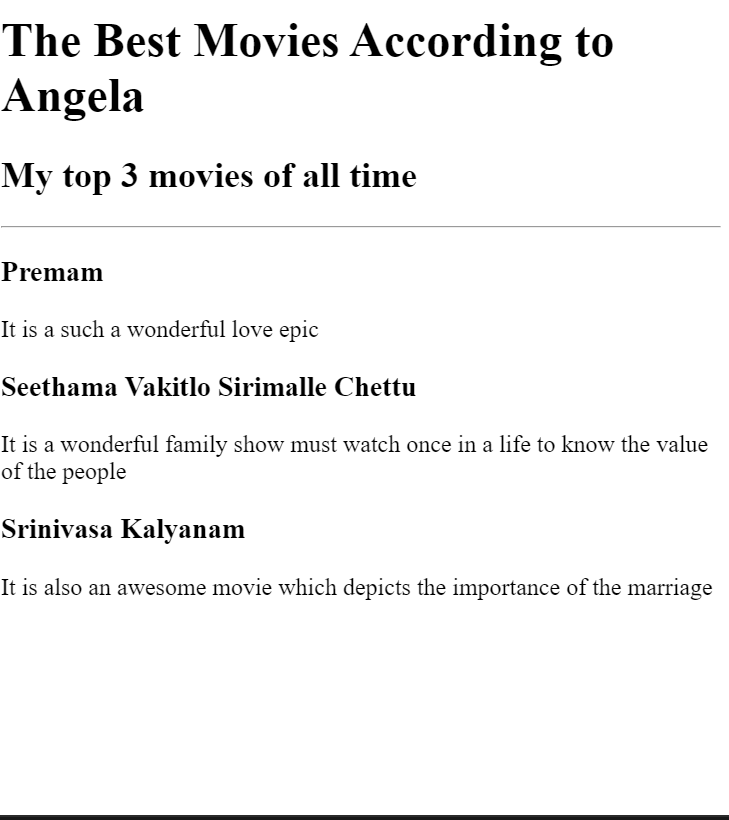 The Best Movies According to
Angela
My top 3 movies of all time
Premam
It is a such a wonderful love epic
Seethama Vakitlo Sirimalle Chettu
It is a wonderful family show must watch once in a life to know the value
of the people
Srinivasa Kalyanam
It is also an awesome movie which depicts the importance of the marriage